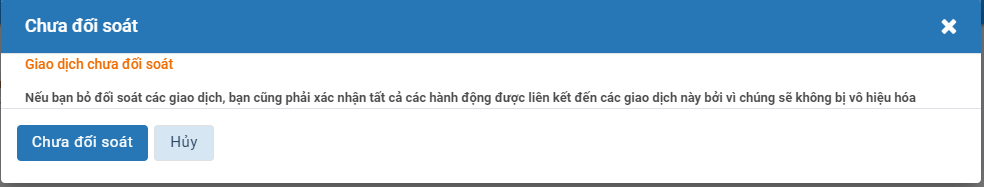 Chưa đối soát
Giao dịch chưa đối soát
Nếu bạn bỏ đối soát các giao dịch, bạn cũng phải xác nhận tất cả các hành động được liên kết đến các giao dịch này bởi vì chúng sẽ không bị vô hiệu hóa
Chưa đối soát
Hủy